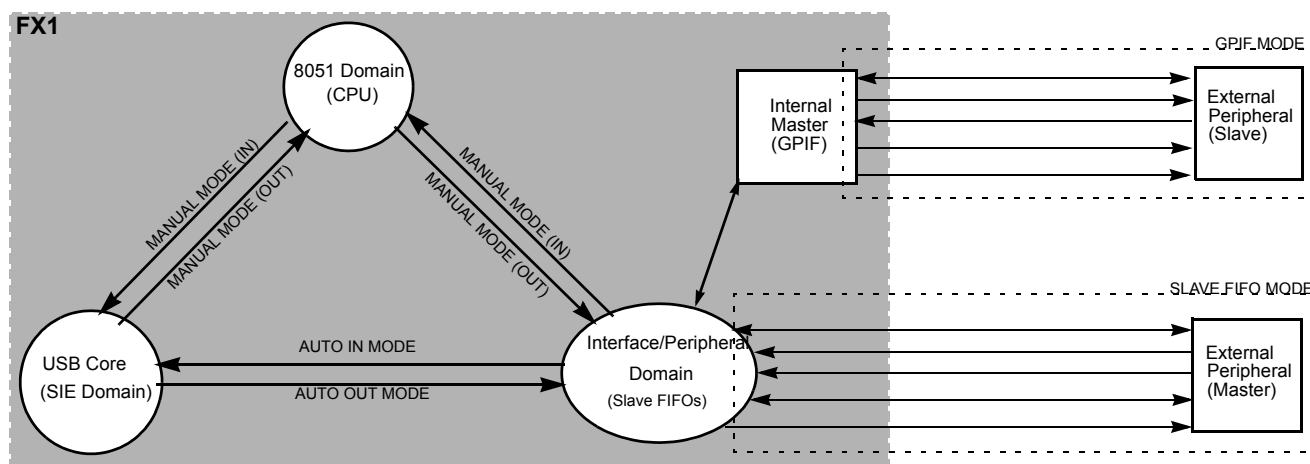 FX1
8051 Domain
(CPU)
MANUAL MODE (IN)
MANUAL MODE (OUT)
MANUAL MODE (IN)
MANUAL MODE (OUT)
USB Core
(SIE Domain)
AUTO IN MODE
AUTO OUT MODE
Interface/Peripheral
Domain
(Slave FIFOs)
Internal
Master
(GPIF)
GPIF MODE
External
Peripheral
(Slave)
SLAVE FIFO MODE
External
Peripheral
(Master)